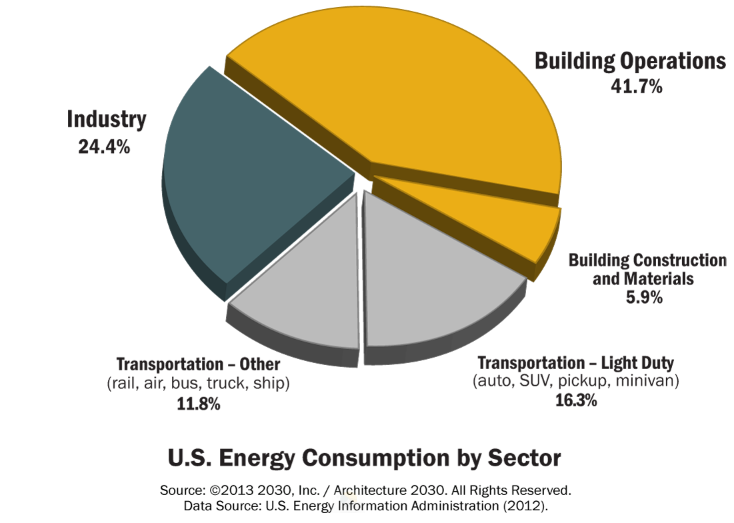 Building Operations
41.7%
Industry
24.4%
Building Construction
and Materials
5.9%
Transportation – Other
(rail, air, bus, truck, ship)
11.8%
Transportation – Light Duty
(auto, SUV, pickup, minivan)
16.3%
U.S. Energy Consumption by Sector
Source: ©2013 2030, Inc. / Architecture 2030. All Rights Reserved.
Data Source: U.S. Energy Information Administration (2012).